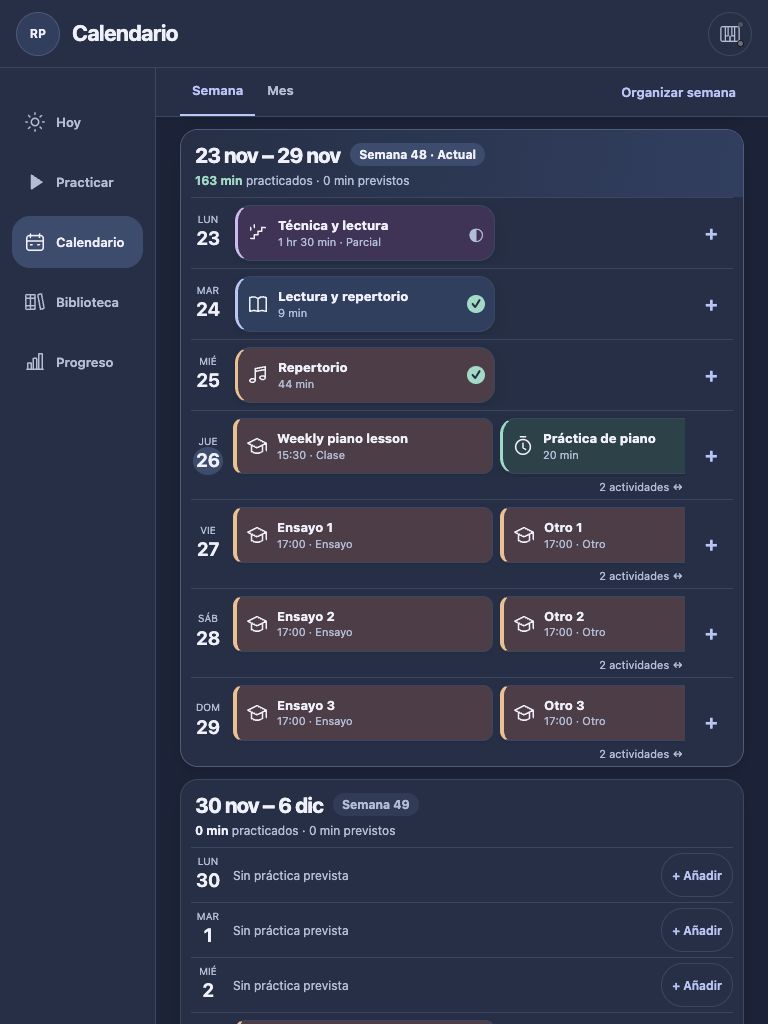 RP
Calendario
Hoy
Practicar
Calendario
Biblioteca
Progreso
Semana
Mes
Organizar semana
23 nov – 29 nov
Semana 48 · Actual
163 min practicados · 0 min previstos
LUN
23
Técnica y lectura
1 hr 30 min · Parcial
+
MAR
24
Lectura y repertorio
9 min
+
MIÉ
25
Repertorio
44 min
+
JUE
26
Weekly piano lesson
15:30 · Clase
Práctica de piano
20 min
+
2 actividades ⇔
VIE
27
Ensayo 1
17:00 · Ensayo
Otro 1
17:00 · Otro
+
2 actividades ⇔
SÁB
28
Ensayo 2
17:00 · Ensayo
Otro 2
17:00 · Otro
+
2 actividades ⇔
DOM
29
Ensayo 3
17:00 · Ensayo
Otro 3
17:00 · Otro
+
2 actividades ⇔
30 nov – 6 dic
Semana 49
0 min practicados · 0 min previstos
LUN
30
Sin práctica prevista
+ Añadir
MAR
1
Sin práctica prevista
+ Añadir
MIÉ
2
Sin práctica prevista
+ Añadir